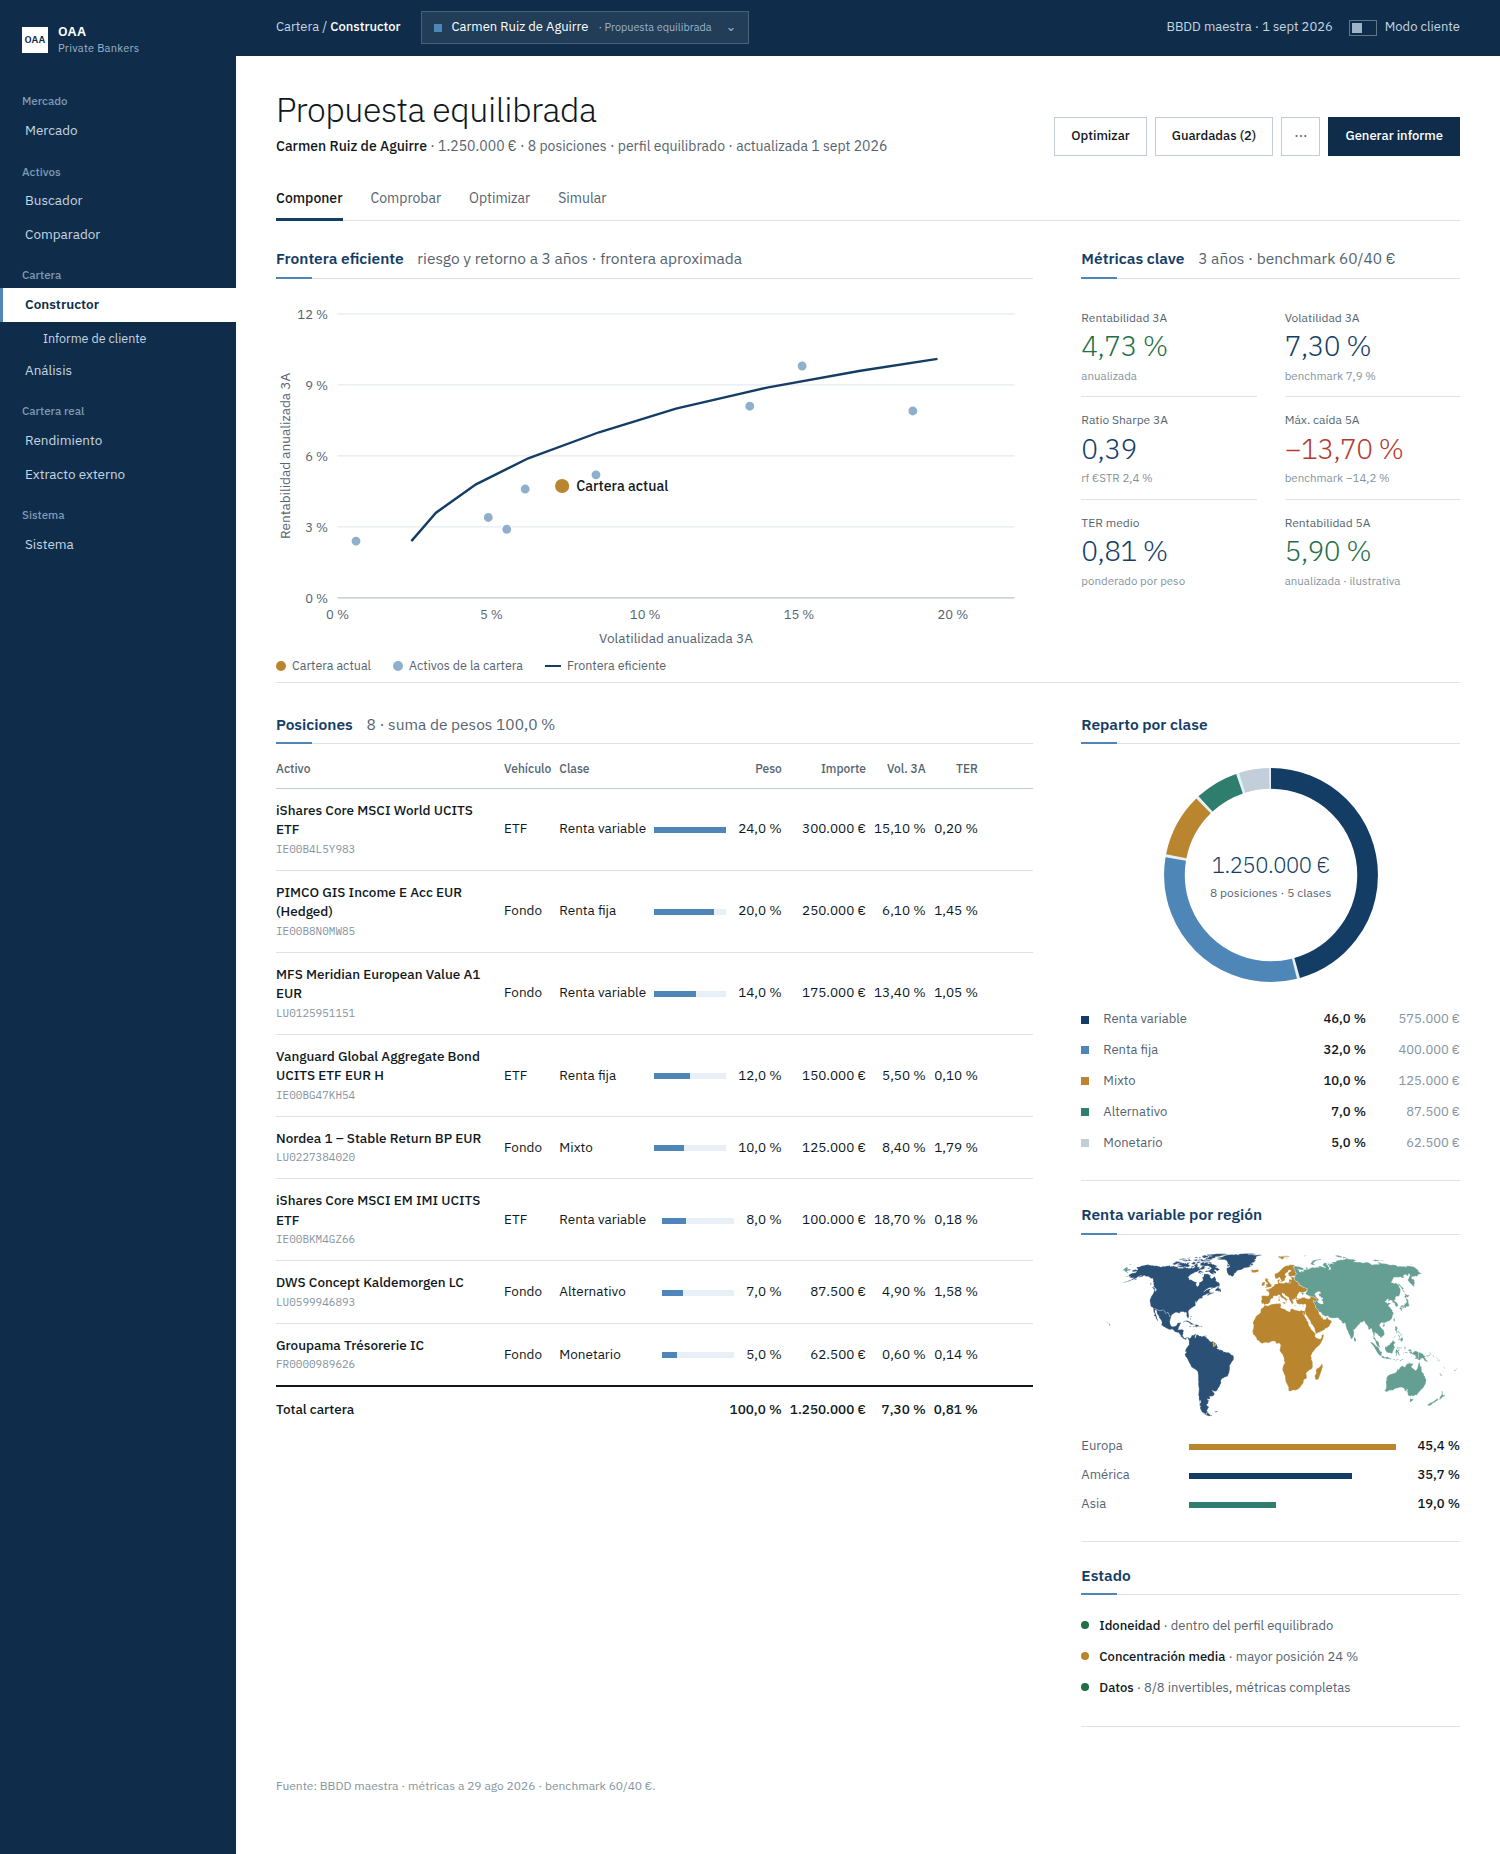 OAA
OAA
Private Bankers
Mercado
Mercado
Activos
Buscador
Comparador
Cartera
Constructor
Informe de cliente
Análisis
Cartera real
Rendimiento
Extracto externo
Sistema
Sistema
Cartera / Constructor
Carmen Ruiz de Aguirre · Propuesta equilibrada
BBDD maestra · 1 sept 2026
Modo cliente
Propuesta equilibrada
Carmen Ruiz de Aguirre · 1.250.000 € · 8 posiciones · perfil equilibrado · actualizada 1 sept 2026
Optimizar
Guardadas (2)
···
Generar informe
Componer
Comprobar
Optimizar
Simular
Frontera eficiente riesgo y retorno a 3 años · frontera aproximada
12 %
9 %
6 %
3 %
0 %
Rentabilidad anualizada 3A
Cartera actual
0 %
5 %
10 %
15 %
20 %
Volatilidad anualizada 3A
Cartera actual
Activos de la cartera
Frontera eficiente
Métricas clave 3 años · benchmark 60/40 €
Rentabilidad 3A
4,73 %
anualizada
Volatilidad 3A
7,30 %
benchmark 7,9 %
Ratio Sharpe 3A
0,39
rf €STR 2,4 %
Máx. caída 5A
−13,70 %
benchmark −14,2 %
TER medio
0,81 %
ponderado por peso
Rentabilidad 5A
5,90 %
anualizada · ilustrativa
Posiciones 8 · suma de pesos 100,0 %
Activo Vehículo Clase Peso Importe Vol. 3A TER
iShares Core MSCI World UCITS
ETF
IE00B4L5Y983
ETF Renta variable 24,0 % 300.000 € 15,10 % 0,20 %
PIMCO GIS Income E Acc EUR
(Hedged)
IE00B8N0MW85
Fondo Renta fija 20,0 % 250.000 € 6,10 % 1,45 %
MFS Meridian European Value A1
EUR
LU0125951151
Fondo Renta variable 14,0 % 175.000 € 13,40 % 1,05 %
Vanguard Global Aggregate Bond
UCITS ETF EUR H
IE00BG47KH54
ETF Renta fija 12,0 % 150.000 € 5,50 % 0,10 %
Nordea 1 – Stable Return BP EUR
LU0227384020
Fondo Mixto 10,0 % 125.000 € 8,40 % 1,79 %
iShares Core MSCI EM IMI UCITS
ETF
IE00BKM4GZ66
ETF Renta variable 8,0 % 100.000 € 18,70 % 0,18 %
DWS Concept Kaldemorgen LC
LU0599946893
Fondo Alternativo 7,0 % 87.500 € 4,90 % 1,58 %
Groupama Trésorerie IC
FR0000989626
Fondo Monetario 5,0 % 62.500 € 0,60 % 0,14 %
Total cartera 100,0 % 1.250.000 € 7,30 % 0,81 %
Reparto por clase
1.250.000 €
8 posiciones · 5 clases
Renta variable 46,0 % 575.000 €
Renta fija 32,0 % 400.000 €
Mixto 10,0 % 125.000 €
Alternativo 7,0 % 87.500 €
Monetario 5,0 % 62.500 €
Renta variable por región
Europa 45,4 %
América 35,7 %
Asia 19,0 %
Estado
Idoneidad · dentro del perfil equilibrado
Concentración media · mayor posición 24 %
Datos · 8/8 invertibles, métricas completas
Fuente: BBDD maestra · métricas a 29 ago 2026 · benchmark 60/40 €.